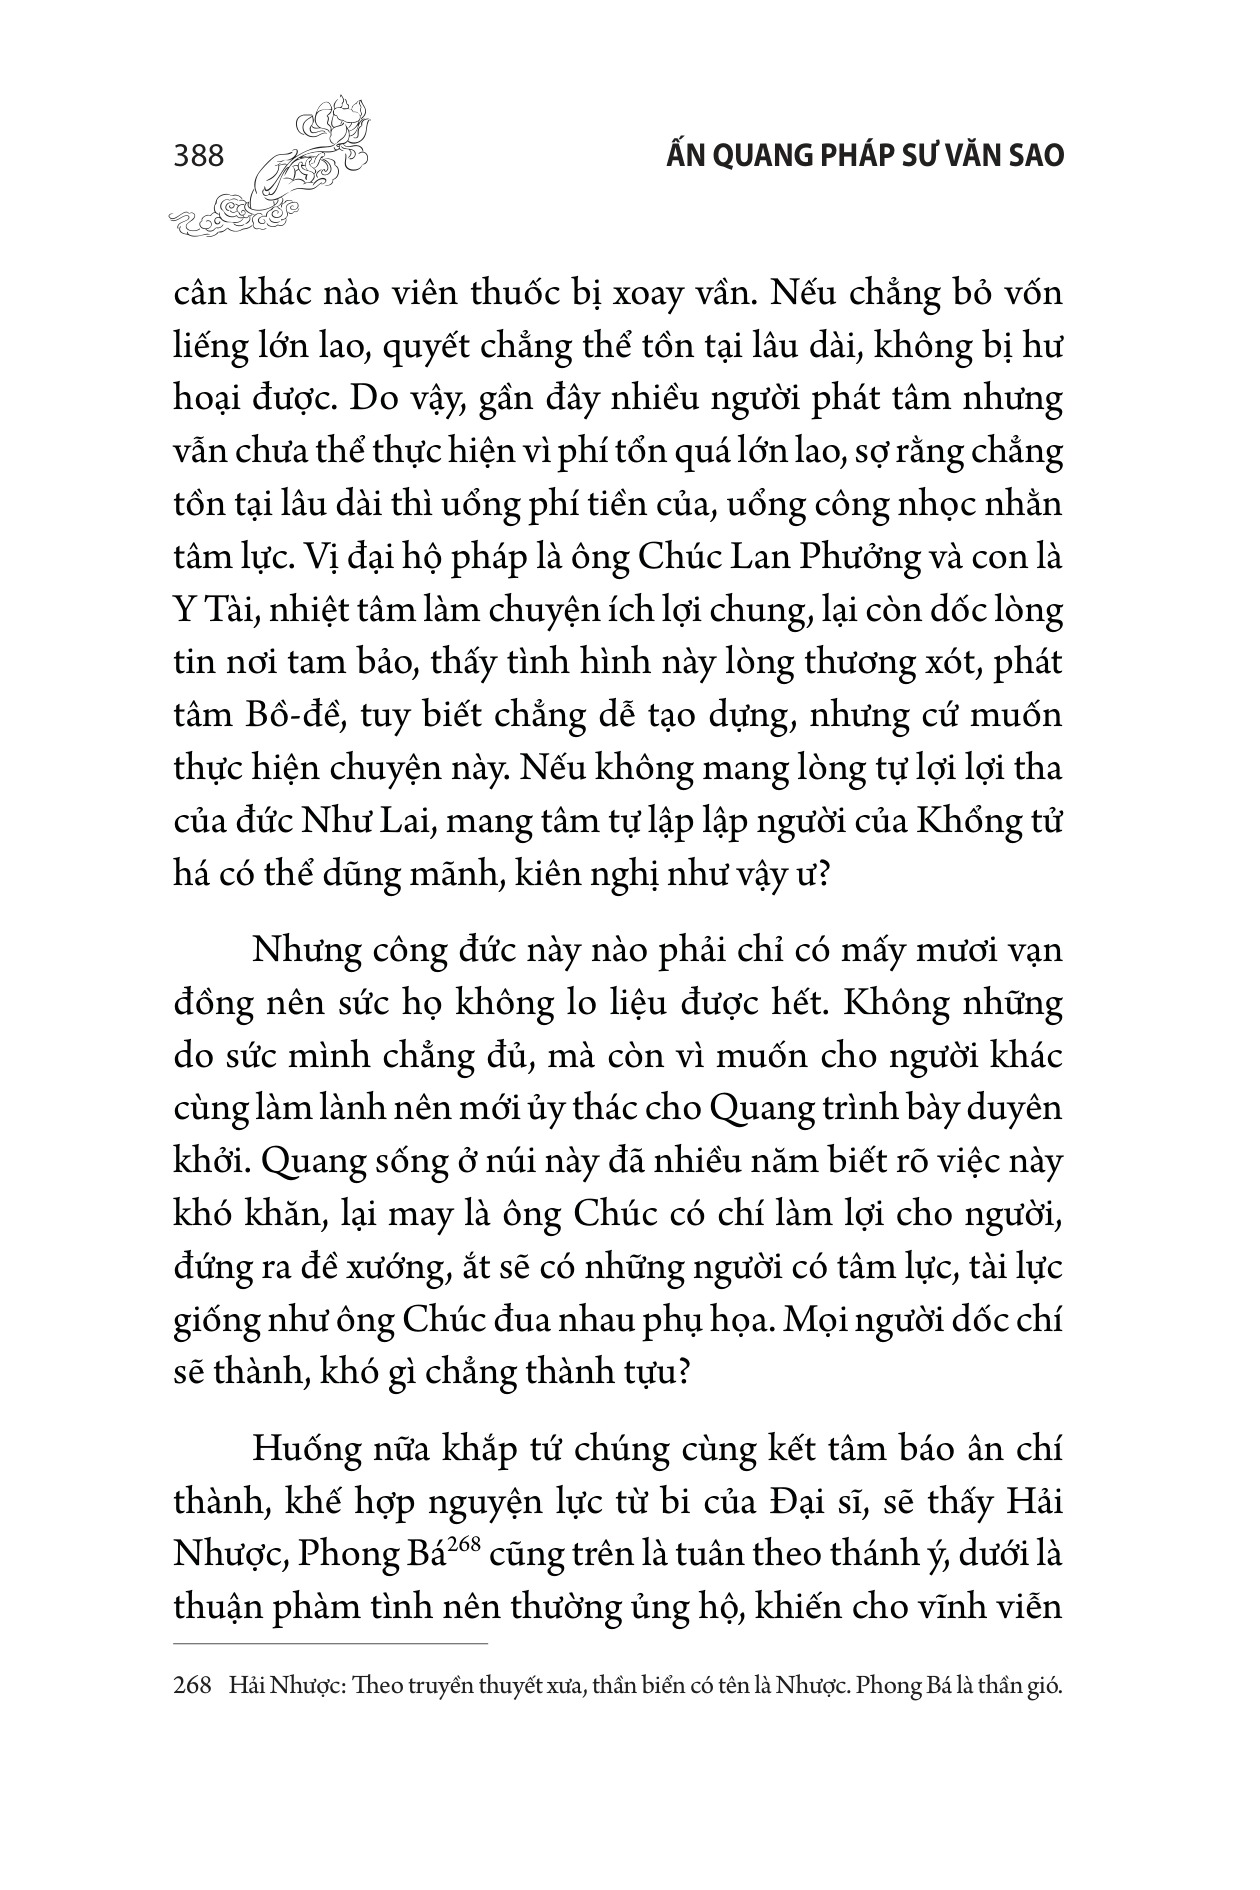 388
ẤN QUANG PHÁP SƯ VĂN SAO
cân khác nào viên thuốc bị xoay vần. Nếu chẳng bỏ vốn
liếng lớn lao, quyết chẳng thể tồn tại lâu dài, không bị hư
hoại được. Do vậy, gần đây nhiều người phát tâm nhưng
vẫn chưa thể thực hiện vì phí tổn quá lớn lao, sợ rằng chẳng
tồn tại lâu dài thì uổng phí tiền của, uổng công nhọc nhằn
tâm lực. Vị đại hộ pháp là ông Chúc Lan Phưởng và con là
Y Tài, nhiệt tâm làm chuyện ích lợi chung, lại còn dốc lòng
tin nơi tam bảo, thấy tình hình này lòng thương xót, phát
tâm Bồ-đề, tuy biết chẳng dễ tạo dựng, nhưng cứ muốn
thực hiện chuyện này. Nếu không mang lòng tự lợi lợi tha
của đức Như Lai, mang tâm tự lập lập người của Khổng tử
há có thể dũng mãnh, kiên nghị như vậy ư?
Nhưng công đức này nào phải chỉ có mấy mươi vạn
đồng nên sức họ không lo liệu được hết. Không những
do sức mình chẳng đủ, mà còn vì muốn cho người khác
cùng làm lành nên mới ủy thác cho Quang trình bày duyên
khởi. Quang sống ở núi này đã nhiều năm biết rõ việc này
khó khăn, lại may là ông Chúc có chí làm lợi cho người,
đứng ra đề xướng, ắt sẽ có những người có tâm lực, tài lực
giống như ông Chúc đua nhau phụ họa. Mọi người dốc chí
sẽ thành, khó gì chẳng thành tựu?
Huống nữa khắp tứ chúng cùng kết tâm báo ân chí
thành, khế hợp nguyện lực từ bi của Đại sĩ, sẽ thấy Hải
Nhược, Phong Bá268 cũng trên là tuân theo thánh ý, dưới là
thuận phàm tình nên thường ủng hộ, khiến cho vĩnh viễn
268 Hải Nhược: Theo truyền thuyết xưa, thần biển có tên là Nhược. Phong Bá là thần gió.